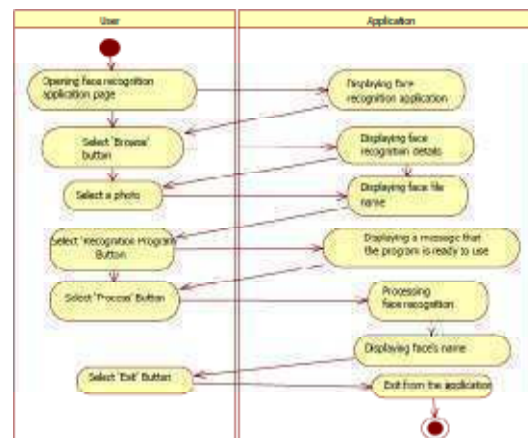 User
Application
Opening face recognition
application page
Displaying face
recognition application
Select 'Browse'
button
Displaying face
recognition details
Select a photo
Displaying face file
name
Select 'Recognition Program'
Button
Displaying a message that
the program is ready to use
Select 'Process' Button
Processing
face recognition
Displaying face's name
Select 'Exit' Button
Exit from the application